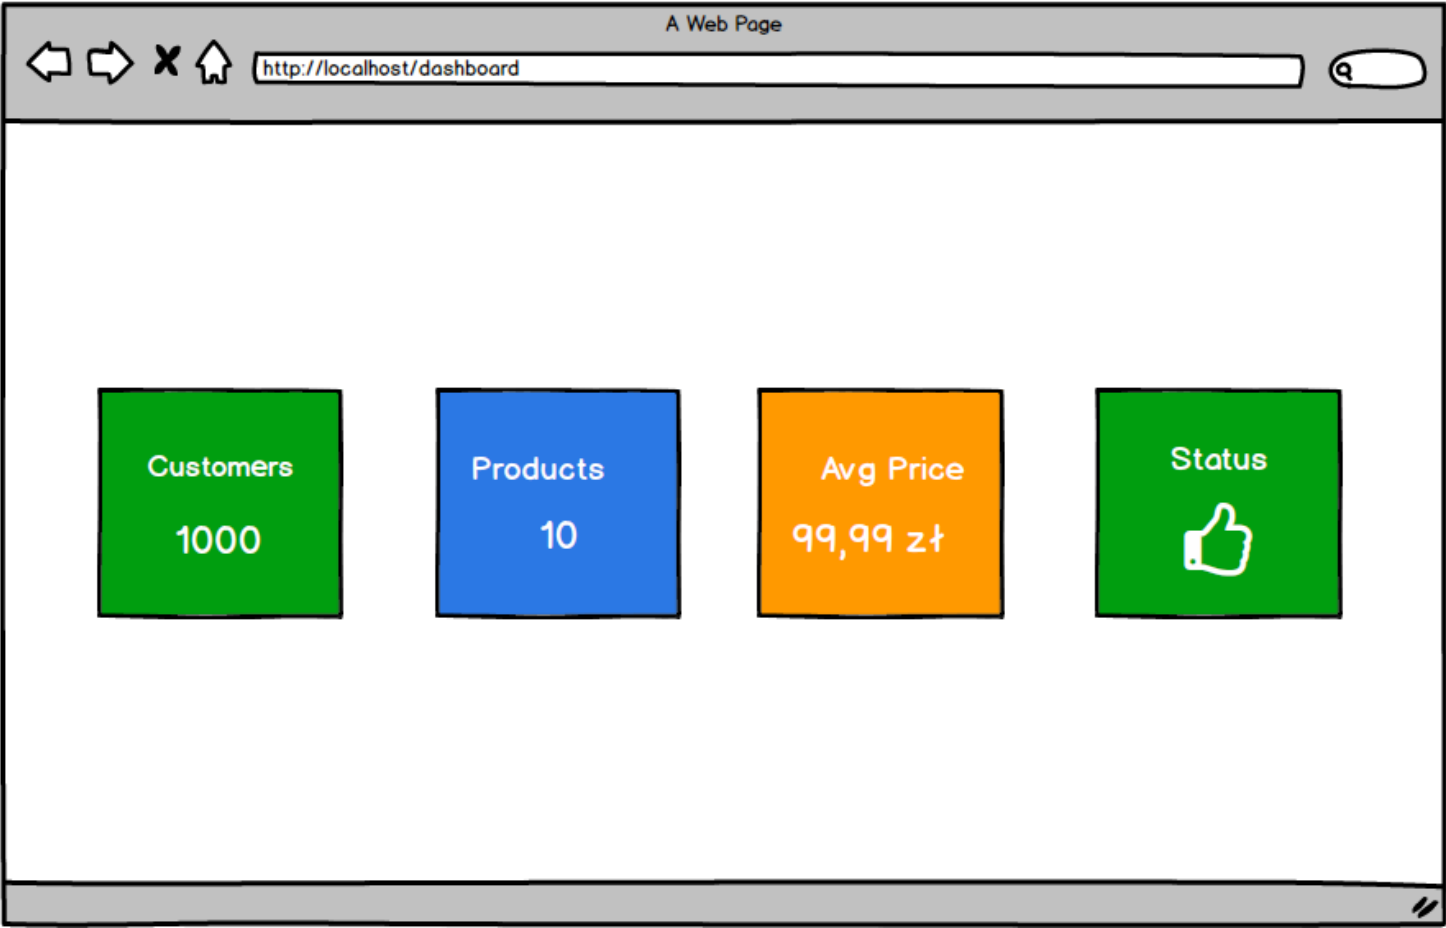 A Web Page
http://localhost/dashboard
Customers
1000
Products
10
Avg Price
99,99 zł
Status